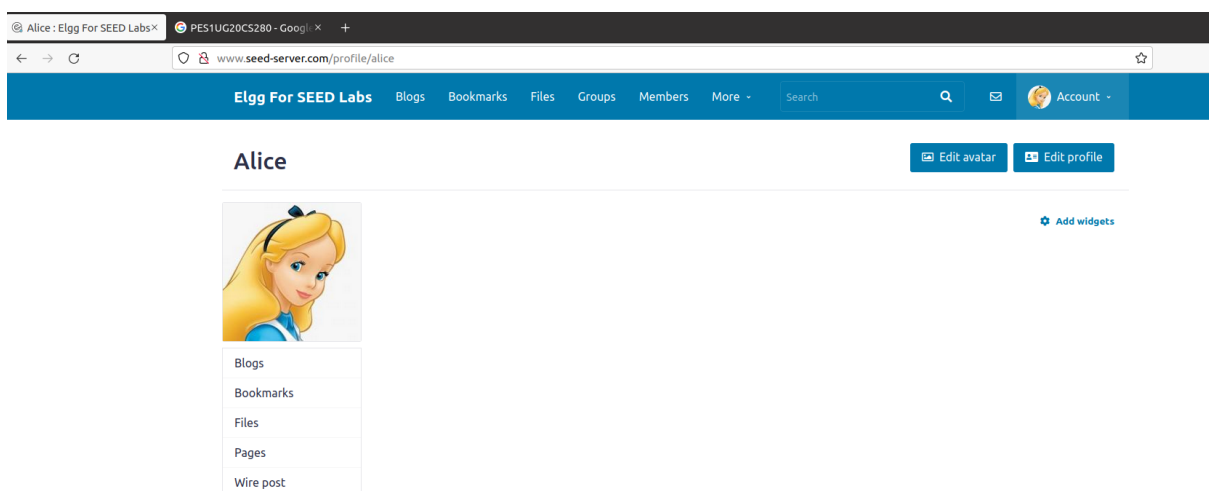 Alice : Elgg For SEED Labs× PES1UG20CS280 - Google× +
www.seed-server.com/profile/alice
Elgg For SEED Labs Blogs Bookmarks Files Groups Members More Search Account
Alice Edit avatar Edit profile
Add widgets
Blogs
Bookmarks
Files
Pages
Wire post